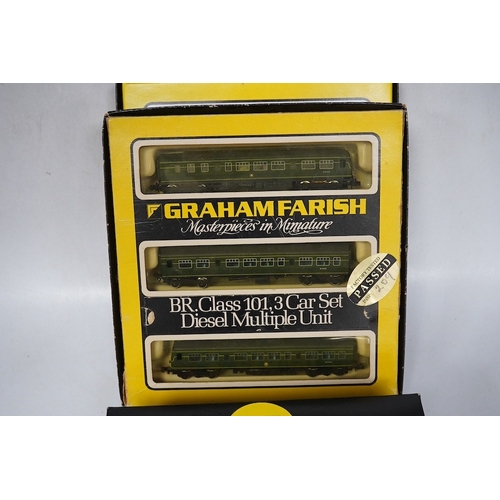 GRAHAM FARISH
Masterpieces in Miniature
BR. Class 101, 3 Car Set
Diesel Multiple Unit
PASSED